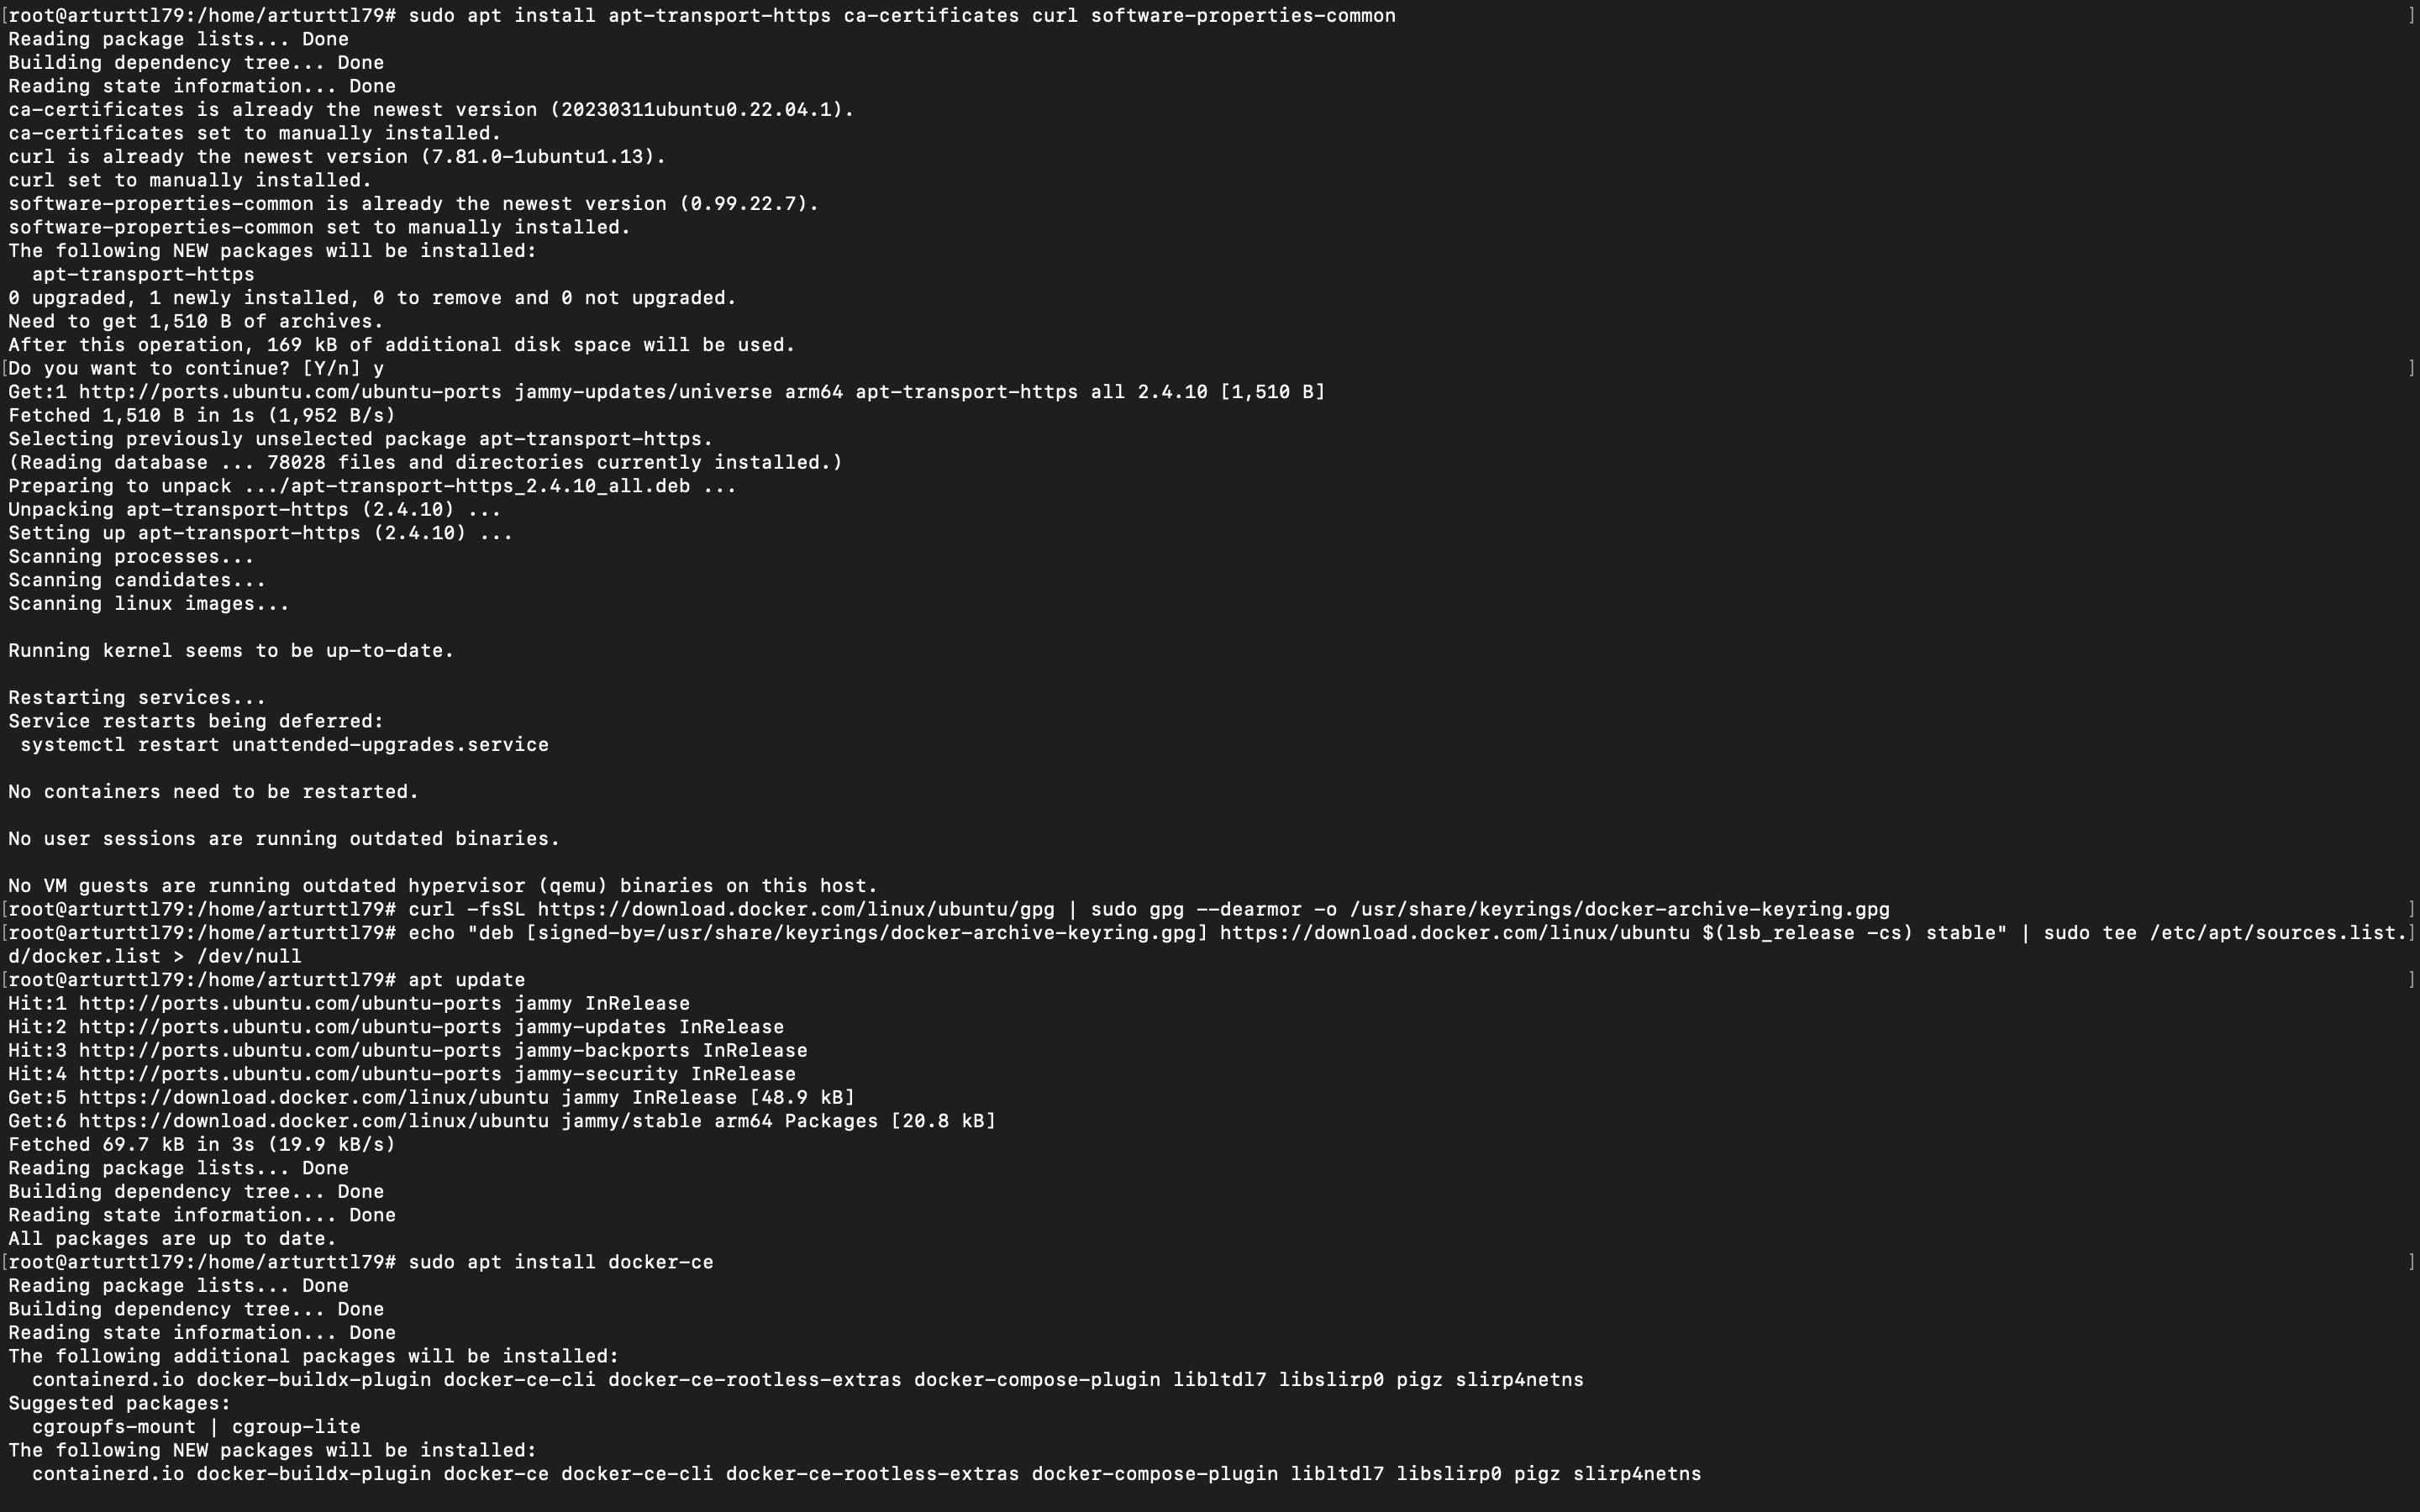 [root@arturttl79:/home/arturttl79# sudo apt install apt-transport-https ca-certificates curl software-properties-common ]
Reading package lists... Done
Building dependency tree... Done
Reading state information... Done
ca-certificates is already the newest version (20230311ubuntu0.22.04.1).
ca-certificates set to manually installed.
curl is already the newest version (7.81.0-1ubuntu1.13).
curl set to manually installed.
software-properties-common is already the newest version (0.99.22.7).
software-properties-common set to manually installed.
The following NEW packages will be installed:
  apt-transport-https
0 upgraded, 1 newly installed, 0 to remove and 0 not upgraded.
Need to get 1,510 B of archives.
After this operation, 169 kB of additional disk space will be used.
[Do you want to continue? [Y/n] y ]
Get:1 http://ports.ubuntu.com/ubuntu-ports jammy-updates/universe arm64 apt-transport-https all 2.4.10 [1,510 B]
Fetched 1,510 B in 1s (1,952 B/s)
Selecting previously unselected package apt-transport-https.
(Reading database ... 78028 files and directories currently installed.)
Preparing to unpack .../apt-transport-https_2.4.10_all.deb ...
Unpacking apt-transport-https (2.4.10) ...
Setting up apt-transport-https (2.4.10) ...
Scanning processes...
Scanning candidates...
Scanning linux images...
Running kernel seems to be up-to-date.
Restarting services...
Service restarts being deferred:
 systemctl restart unattended-upgrades.service
No containers need to be restarted.
No user sessions are running outdated binaries.
No VM guests are running outdated hypervisor (qemu) binaries on this host.
[root@arturttl79:/home/arturttl79# curl -fsSL https://download.docker.com/linux/ubuntu/gpg | sudo gpg --dearmor -o /usr/share/keyrings/docker-archive-keyring.gpg ]
[root@arturttl79:/home/arturttl79# echo "deb [signed-by=/usr/share/keyrings/docker-archive-keyring.gpg] https://download.docker.com/linux/ubuntu $(lsb_release -cs) stable" | sudo tee /etc/apt/sources.list.]
d/docker.list > /dev/null
[root@arturttl79:/home/arturttl79# apt update ]
Hit:1 http://ports.ubuntu.com/ubuntu-ports jammy InRelease
Hit:2 http://ports.ubuntu.com/ubuntu-ports jammy-updates InRelease
Hit:3 http://ports.ubuntu.com/ubuntu-ports jammy-backports InRelease
Hit:4 http://ports.ubuntu.com/ubuntu-ports jammy-security InRelease
Get:5 https://download.docker.com/linux/ubuntu jammy InRelease [48.9 kB]
Get:6 https://download.docker.com/linux/ubuntu jammy/stable arm64 Packages [20.8 kB]
Fetched 69.7 kB in 3s (19.9 kB/s)
Reading package lists... Done
Building dependency tree... Done
Reading state information... Done
All packages are up to date.
[root@arturttl79:/home/arturttl79# sudo apt install docker-ce ]
Reading package lists... Done
Building dependency tree... Done
Reading state information... Done
The following additional packages will be installed:
  containerd.io docker-buildx-plugin docker-ce-cli docker-ce-rootless-extras docker-compose-plugin libltdl7 libslirp0 pigz slirp4netns
Suggested packages:
  cgroupfs-mount | cgroup-lite
The following NEW packages will be installed:
  containerd.io docker-buildx-plugin docker-ce docker-ce-cli docker-ce-rootless-extras docker-compose-plugin libltdl7 libslirp0 pigz slirp4netns